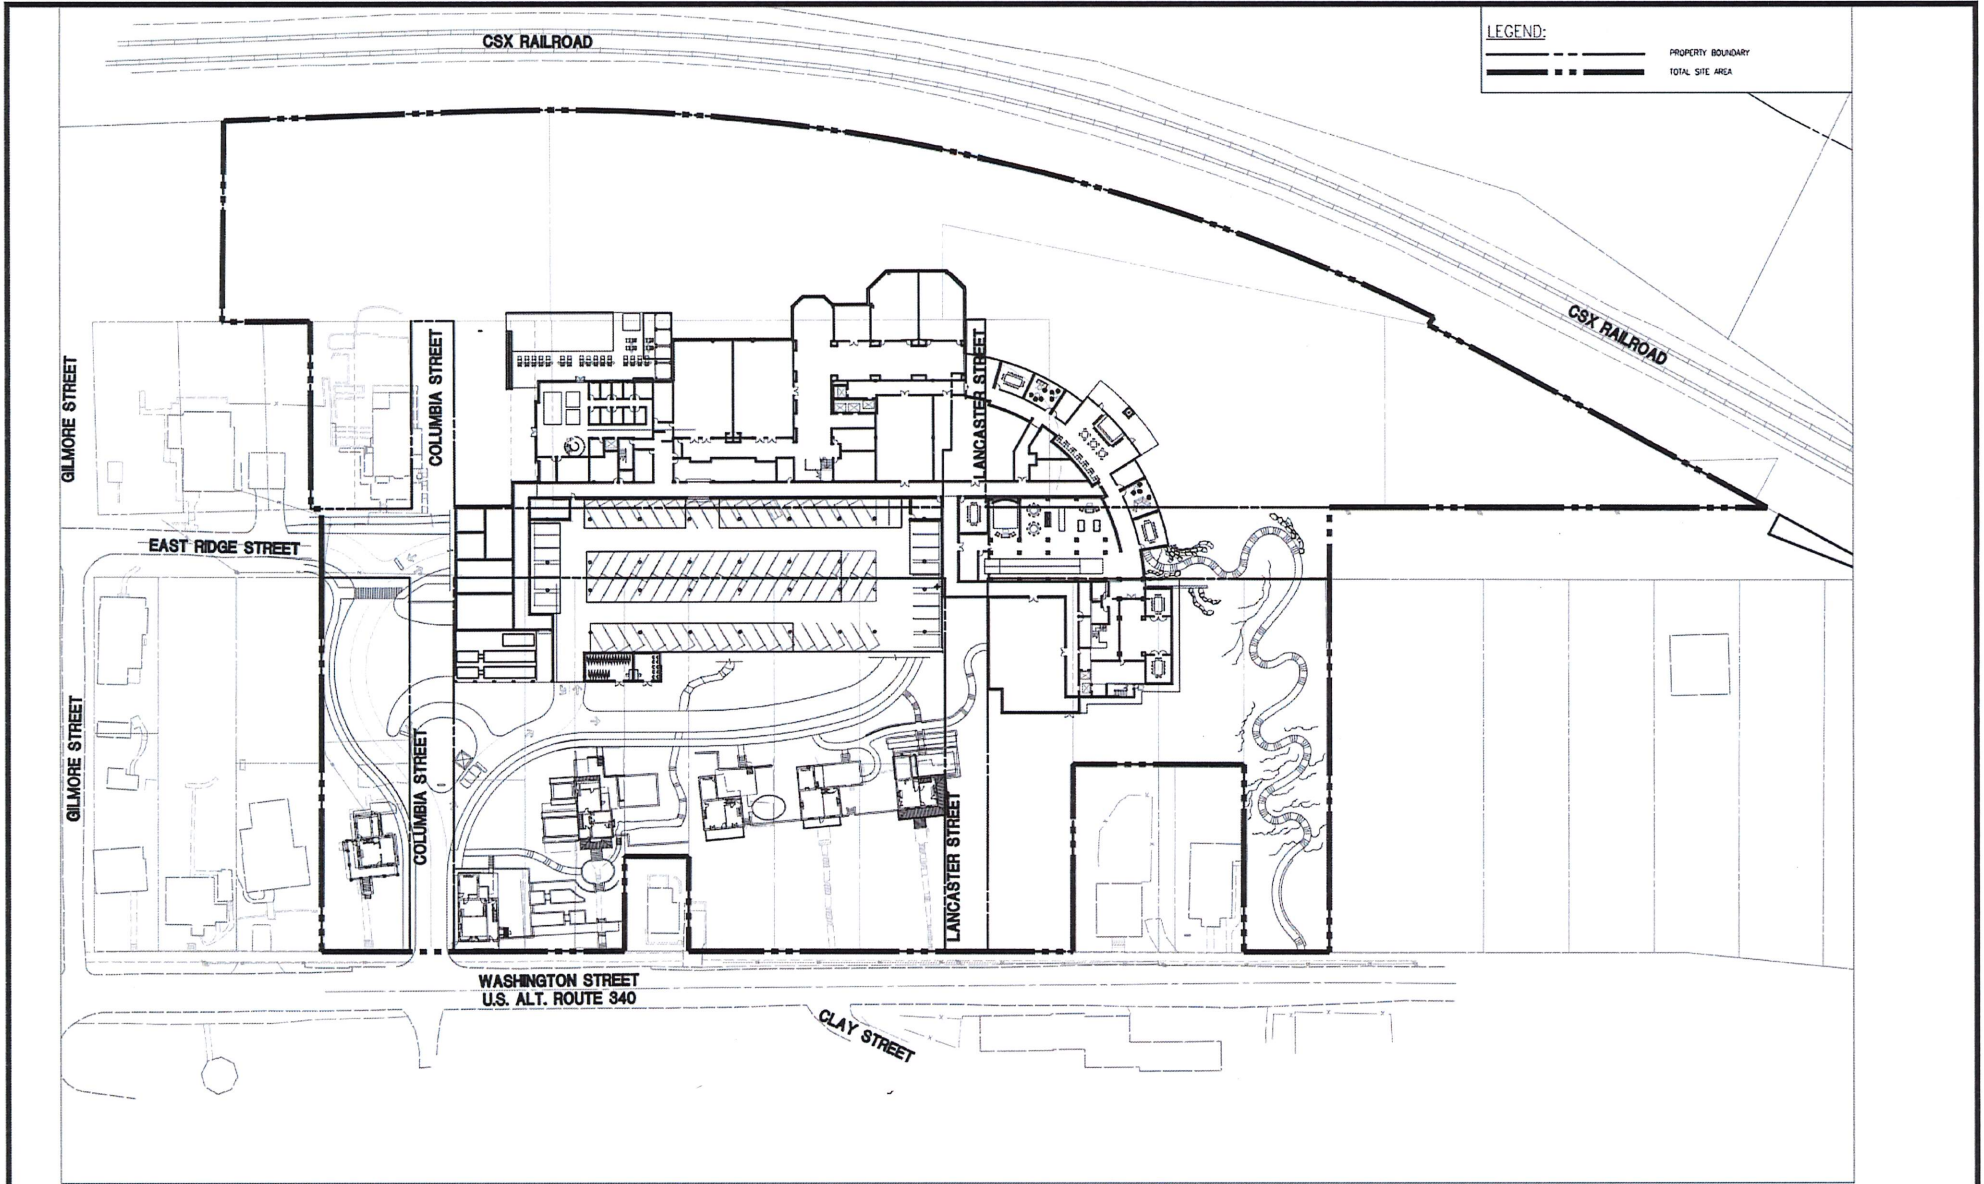 CSX RAILROAD
LEGEND:
PROPERTY BOUNDARY
TOTAL SITE AREA
CSX RAILROAD
GILMORE STREET
COLUMBIA STREET
LANCASTER STREET
EAST RIDGE STREET
GILMORE STREET
COLUMBIA STREET
LANCASTER STREET
WASHINGTON STREET
U.S. ALT. ROUTE 340
CLAY STREET